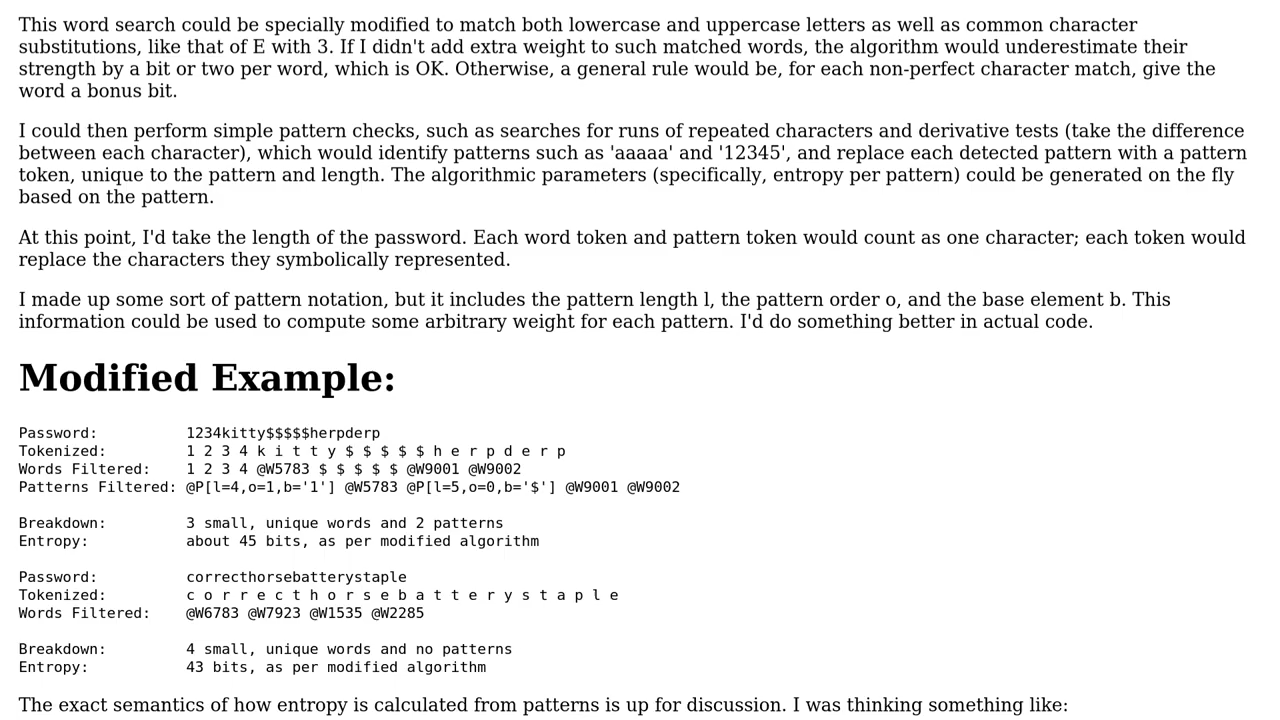 This word search could be specially modified to match both lowercase and uppercase letters as well as common character
substitutions, like that of E with 3. If I didn't add extra weight to such matched words, the algorithm would underestimate their
strength by a bit or two per word, which is OK. Otherwise, a general rule would be, for each non-perfect character match, give the
word a bonus bit.
I could then perform simple pattern checks, such as searches for runs of repeated characters and derivative tests (take the difference
between each character), which would identify patterns such as 'aaaaa' and '12345', and replace each detected pattern with a pattern
token, unique to the pattern and length. The algorithmic parameters (specifically, entropy per pattern) could be generated on the fly
based on the pattern.
At this point, I'd take the length of the password. Each word token and pattern token would count as one character; each token would
replace the characters they symbolically represented.
I made up some sort of pattern notation, but it includes the pattern length l, the pattern order o, and the base element b. This
information could be used to compute some arbitrary weight for each pattern. I'd do something better in actual code.
Modified Example:
Password:          1234kitty$$$$$herpderp
Tokenized:         1 2 3 4 k i t t y $ $ $ $ $ h e r p d e r p
Words Filtered:    1 2 3 4 @W5783 $ $ $ $ $ @W9001 @W9002
Patterns Filtered: @P[l=4,o=1,b='1'] @W5783 @P[l=5,o=0,b='$'] @W9001 @W9002
Breakdown:         3 small, unique words and 2 patterns
Entropy:           about 45 bits, as per modified algorithm
Password:          correcthorsebatterystaple
Tokenized:         c o r r e c t h o r s e b a t t e r y s t a p l e
Words Filtered:    @W6783 @W7923 @W1535 @W2285
Breakdown:         4 small, unique words and no patterns
Entropy:           43 bits, as per modified algorithm
The exact semantics of how entropy is calculated from patterns is up for discussion. I was thinking something like: